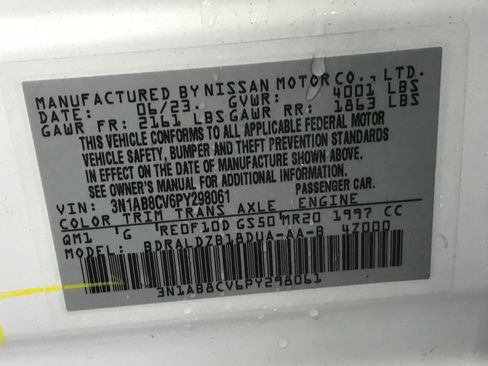 MANUFACTURED BY NISSAN MOTOR CO., LTD.
DATE: 06/23 GVWR: 4001 LBS
GAWR FR: 2161 LBS GAWR RR: 1863 LBS
THIS VEHICLE CONFORMS TO ALL APPLICABLE FEDERAL MOTOR
VEHICLE SAFETY, BUMPER AND THEFT PREVENTION STANDARDS
IN EFFECT ON THE DATE OF MANUFACTURE SHOWN ABOVE.
SEE OWNER'S MANUAL FOR ADDITIONAL INFORMATION.
VIN: 3N1AB8CV6PY298061 PASSENGER CAR.
COLOR TRIM TRANS AXLE ENGINE
QM1 G RE0F10D GS50 MR20 1997 CC
MODEL: BDRALDZB18DUA-AA-B 4Z000
3N1AB8CV6PY298061